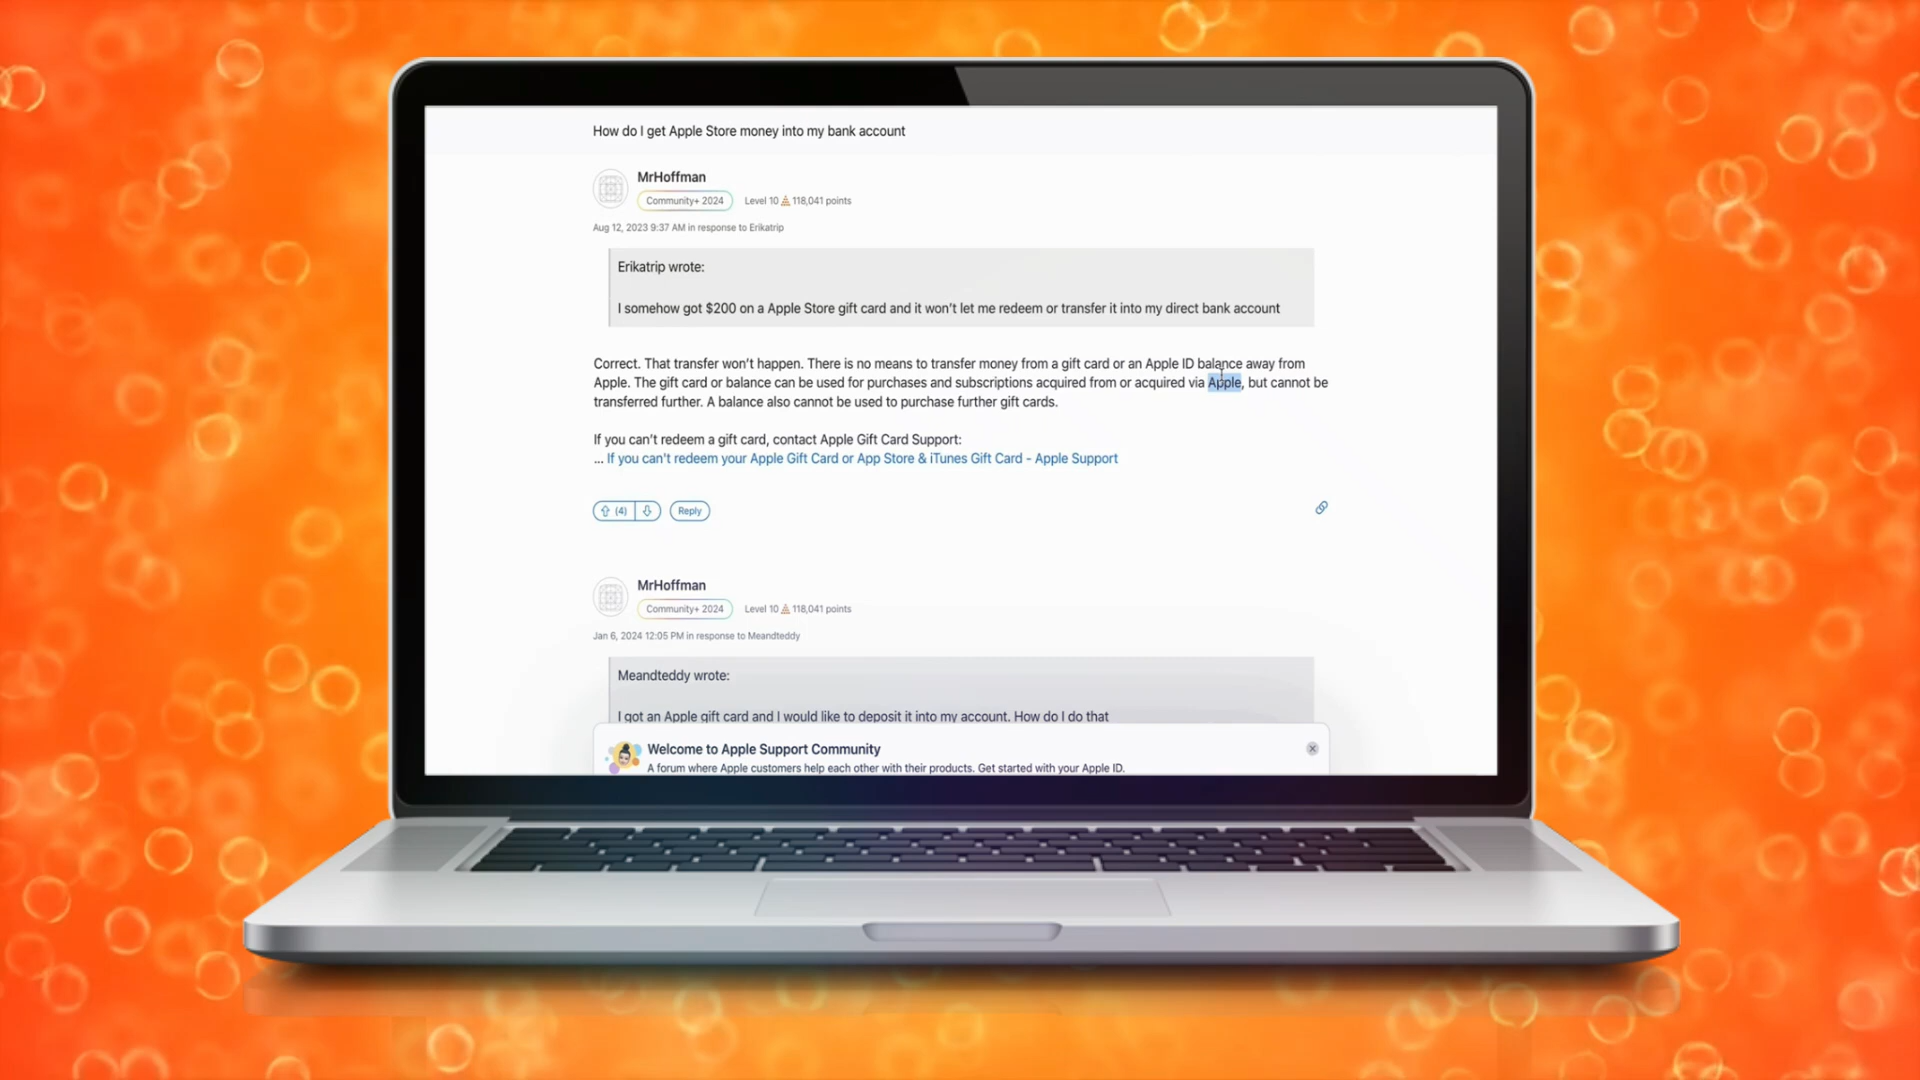 How do I get Apple Store money into my bank account
MrHoffman
Community+ 2024 Level 10 118,041 points
Aug 12, 2023 9:37 AM in response to Erikatrip
Erikatrip wrote:
I somehow got $200 on a Apple Store gift card and it won't let me redeem or transfer it into my direct bank account
Correct. That transfer won't happen. There is no means to transfer money from a gift card or an Apple ID balance away from
Apple. The gift card or balance can be used for purchases and subscriptions acquired from or acquired via Apple, but cannot be
transferred further. A balance also cannot be used to purchase further gift cards.
If you can't redeem a gift card, contact Apple Gift Card Support:
... If you can't redeem your Apple Gift Card or App Store & iTunes Gift Card - Apple Support
(4) Reply
MrHoffman
Community+ 2024 Level 10 118,041 points
Jan 6, 2024 12:05 PM in response to Meandteddy
Meandteddy wrote:
I got an Apple gift card and I would like to deposit it into my account. How do I do that
Welcome to Apple Support Community
A forum where Apple customers help each other with their products. Get started with your Apple ID.